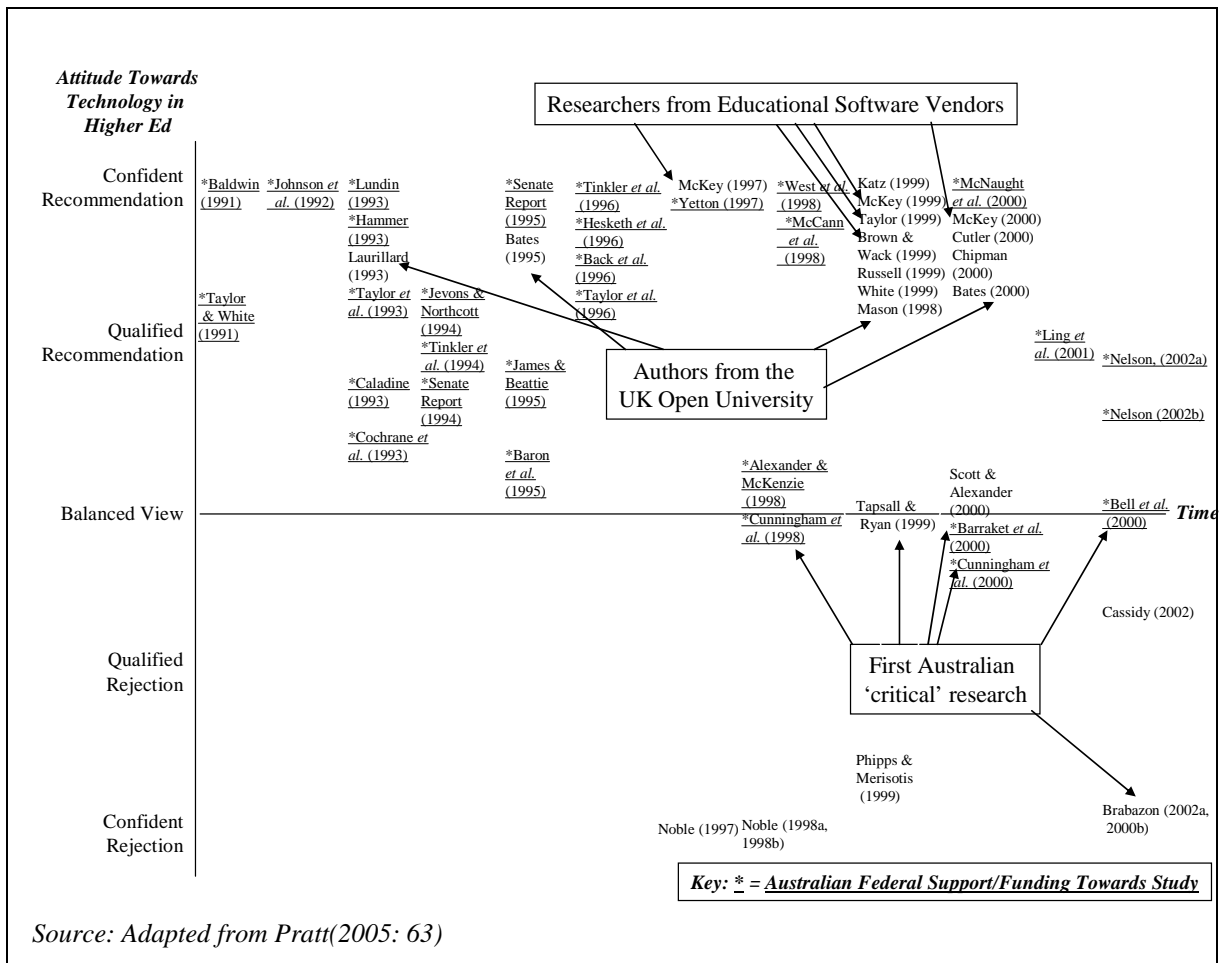 Attitude Towards
Technology in
Higher Ed
Researchers from Educational Software Vendors
Confident
Recommendation
*Baldwin
(1991)
*Johnson et
al. (1992)
*Lundin
(1993)
*Hammer
(1993)
Laurillard
(1993)
*Taylor et
al. (1993)
*Senate
Report
(1995)
Bates
(1995)
*Tinkler et al.
(1996)
*Hesketh et al.
(1996)
*Back et al.
(1996)
*Taylor et al.
(1996)
McKey (1997)
*Yetton (1997)
*West et al.
(1998)
*McCann
et al.
(1998)
Katz (1999)
McKey (1999)
Taylor (1999)
Brown &
Wack (1999)
Russell (1999)
White (1999)
Mason (1998)
*McNaught
et al. (2000)
McKey (2000)
Cutler (2000)
Chipman
(2000)
Bates (2000)
*Taylor
& White
(1991)
*Jevons &
Northcott
(1994)
*Tinkler et
al. (1994)
*Senate
Report
(1994)
Qualified
Recommendation
*Caladine
(1993)
*Cochrane et
al. (1993)
*James &
Beattie
(1995)
*Baron
et al.
(1995)
Authors from the
UK Open University
*Ling et
al. (2001)
*Nelson, (2002a)
*Nelson (2002b)
Balanced View
*Alexander &
McKenzie
(1998)
*Cunningham et
al. (1998)
Tapsall &
Ryan (1999)
Scott &
Alexander
(2000)
*Barraket et al.
(2000)
*Cunningham et
al. (2000)
*Bell et al.
(2000)
Time
Cassidy (2002)
Qualified
Rejection
First Australian
‘critical’ research
Phipps &
Merisotis
(1999)
Confident
Rejection
Noble (1997)
Noble (1998a,
1998b)
Brabazon (2002a,
2000b)
Key: * = Australian Federal Support/Funding Towards Study
Source: Adapted from Pratt(2005: 63)